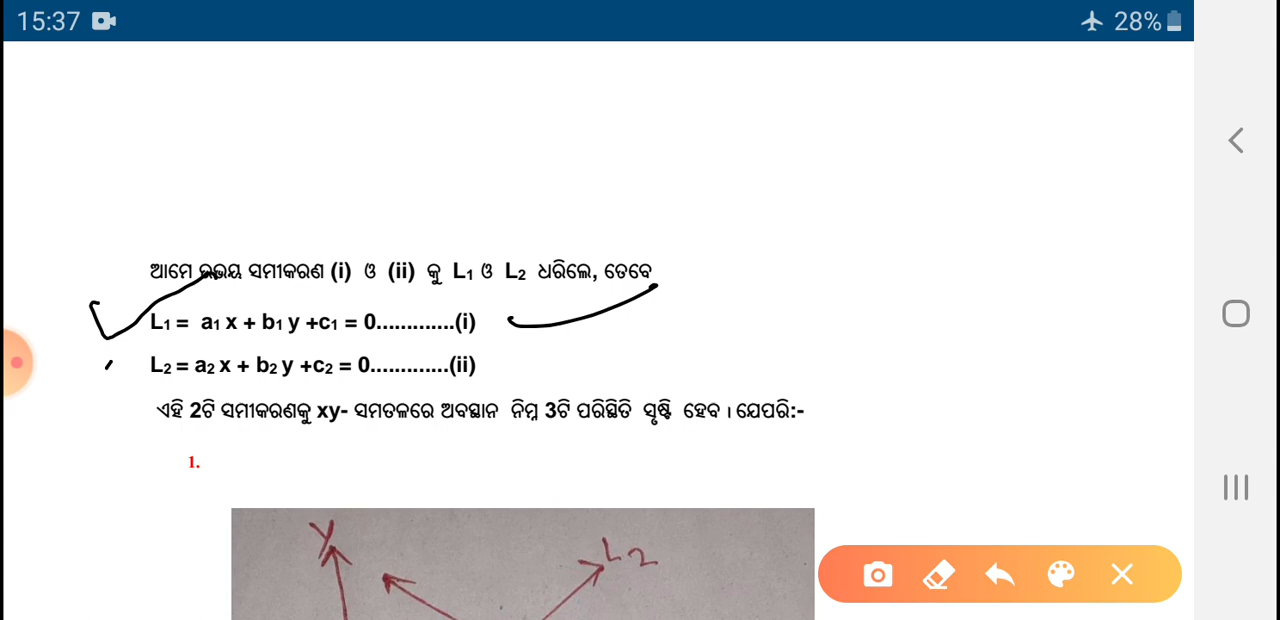 15:37 28%
ଆମେ ଉଭୟ ସମୀକରଣ (i) ଓ (ii) କୁ L₁ ଓ L₂ ଧରିଲେ, ତେବେ
L₁ = a₁ x + b₁ y +c₁ = 0.............(i)
L₂ = a₂ x + b₂ y +c₂ = 0.............(ii)
ଏହି 2ଟି ସମୀକରଣକୁ xy- ସମତଳରେ ଅବସ୍ଥାନ ନିମ୍ନ 3ଟି ପରିସ୍ଥିତି ସୃଷ୍ଟି ହେବ । ଯେପରି:-
1.
Y L2